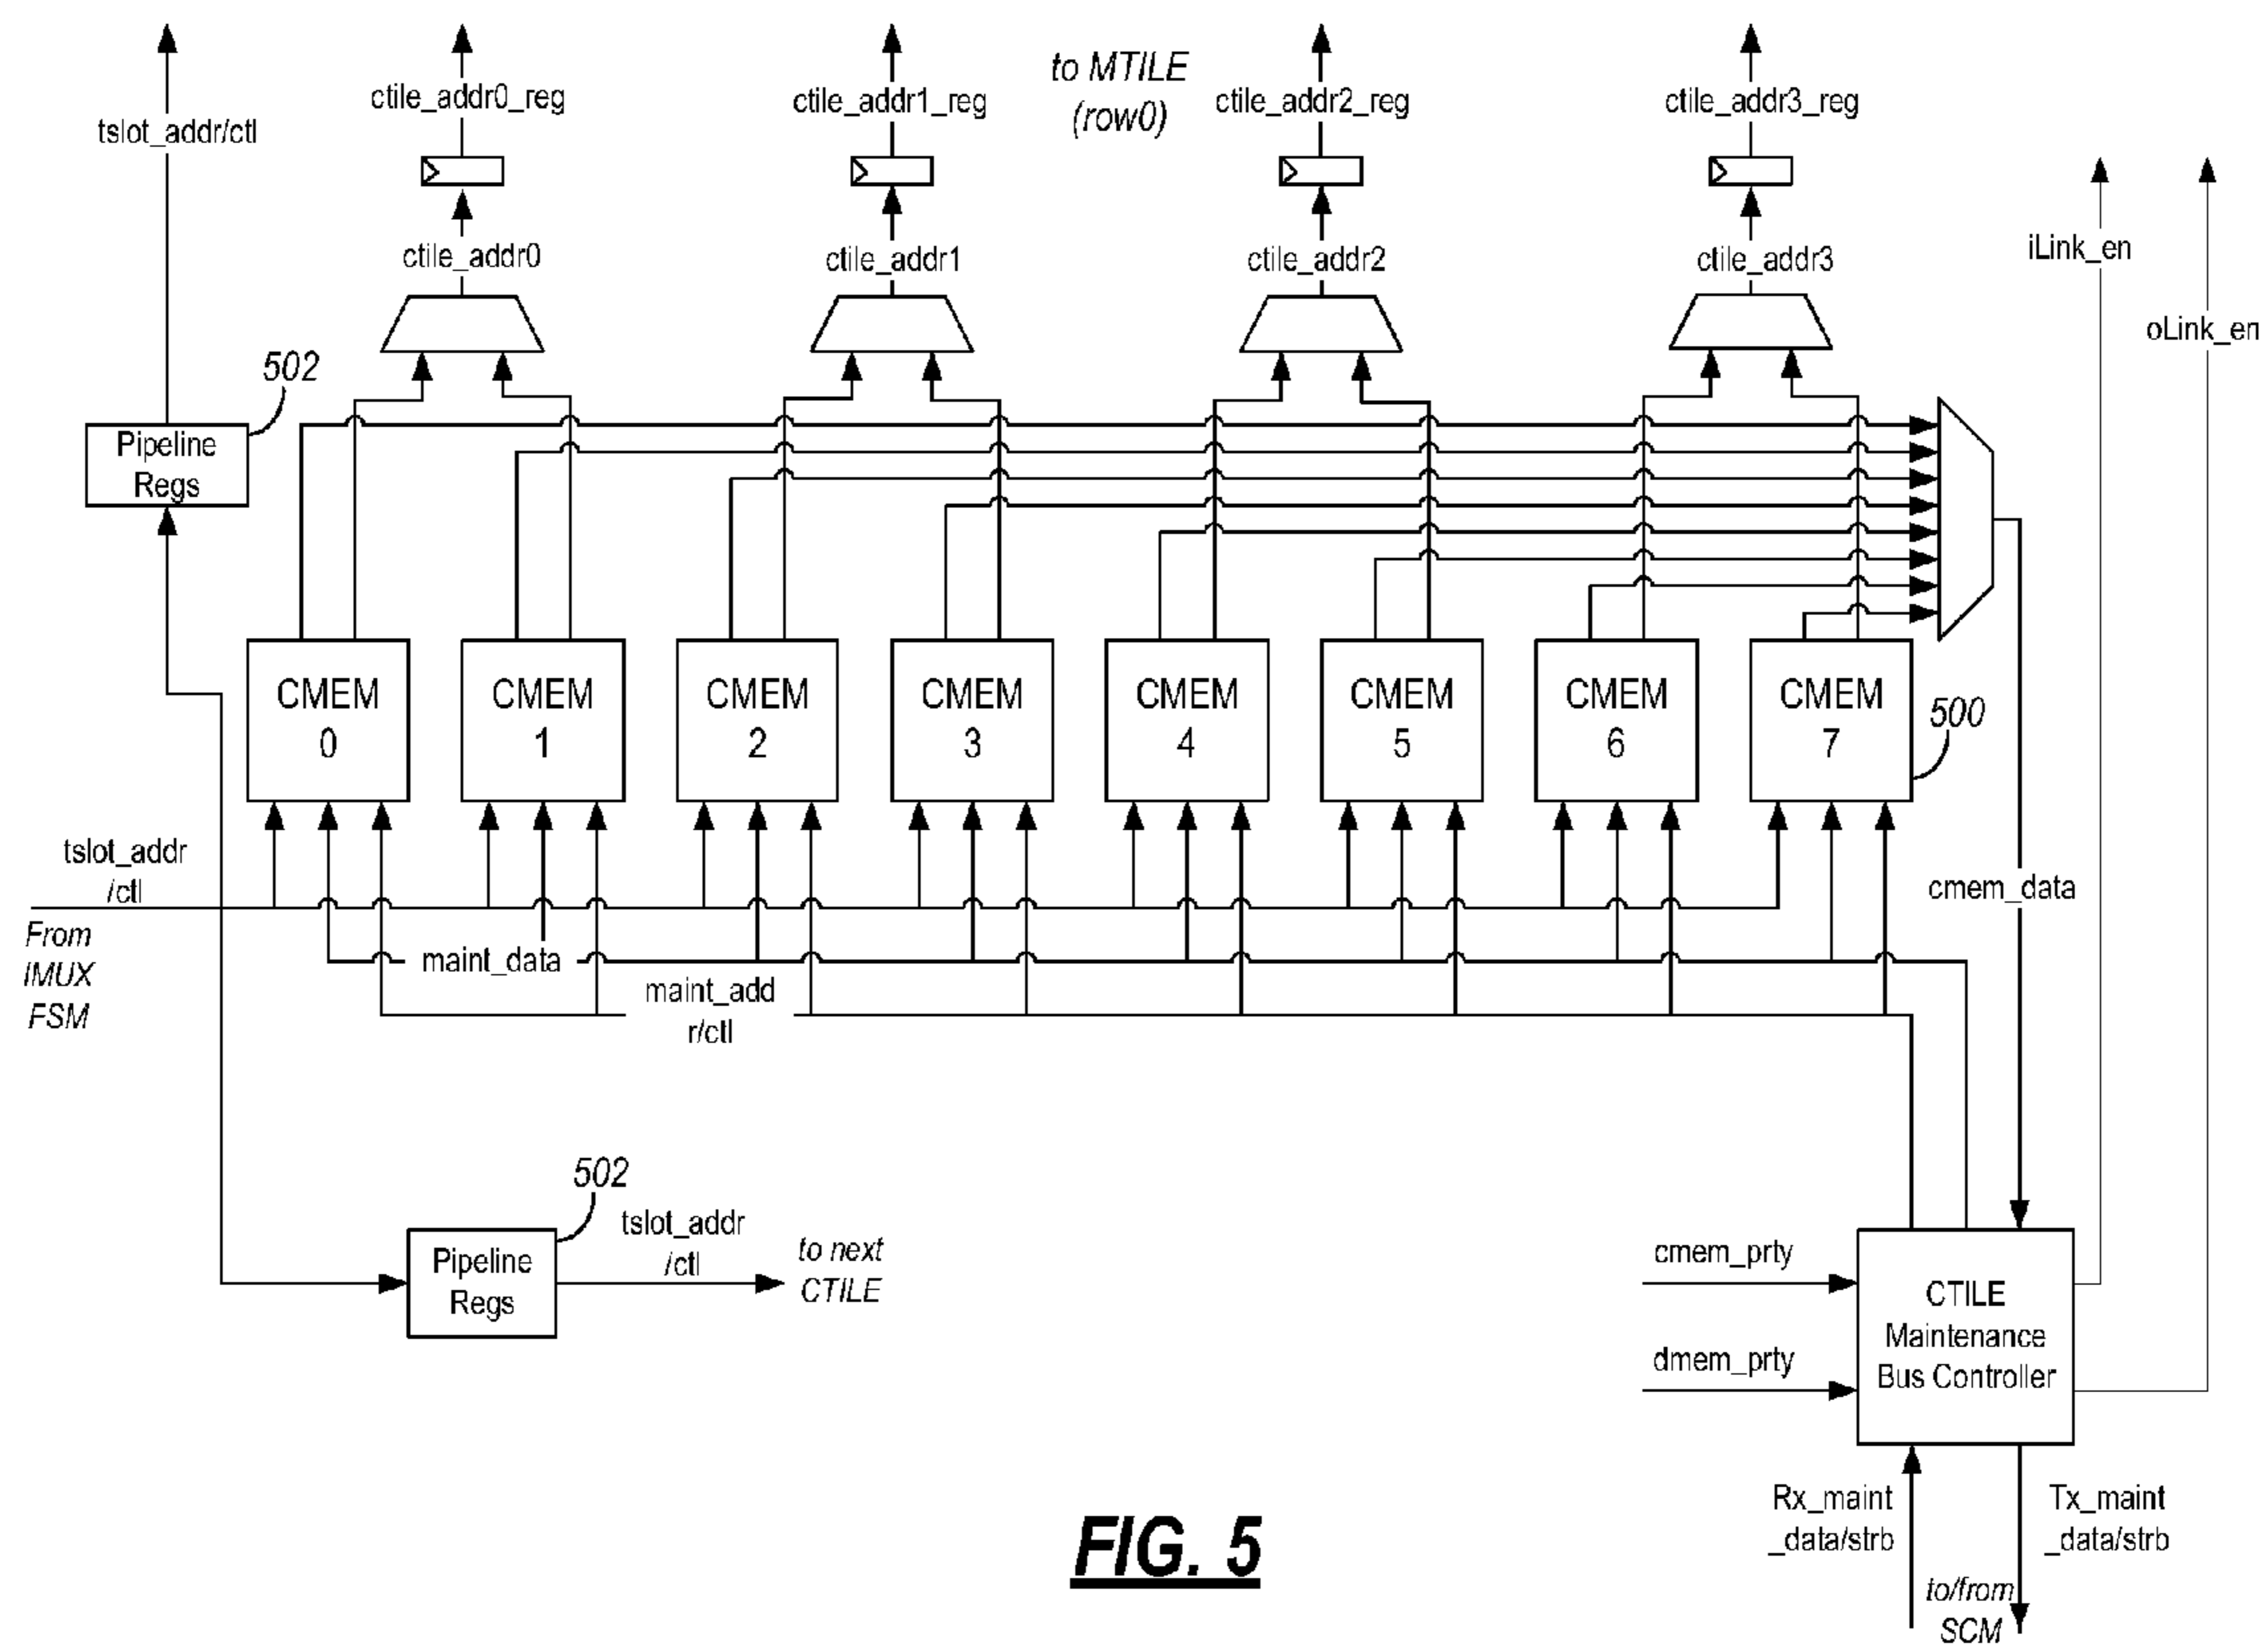 to MTILE
(row0)
ctile_addr0_reg
ctile_addr1_reg
ctile_addr2_reg
ctile_addr3_reg
tslot_addr/ctl
ctile_addr0
ctile_addr1
ctile_addr2
ctile_addr3
iLink_en
oLink_en
502
Pipeline
Regs
CMEM
0
CMEM
1
CMEM
2
CMEM
3
CMEM
4
CMEM
5
CMEM
6
CMEM
7
500
tslot_addr
/ctl
From
IMUX
FSM
cmem_data
maint_data
maint_add
r/ctl
502
Pipeline
Regs
tslot_addr
/ctl
to next
CTILE
cmem_prty
dmem_prty
CTILE
Maintenance
Bus Controller
Rx_maint
_data/strb
Tx_maint
_data/strb
to/from
SCM
FIG. 5